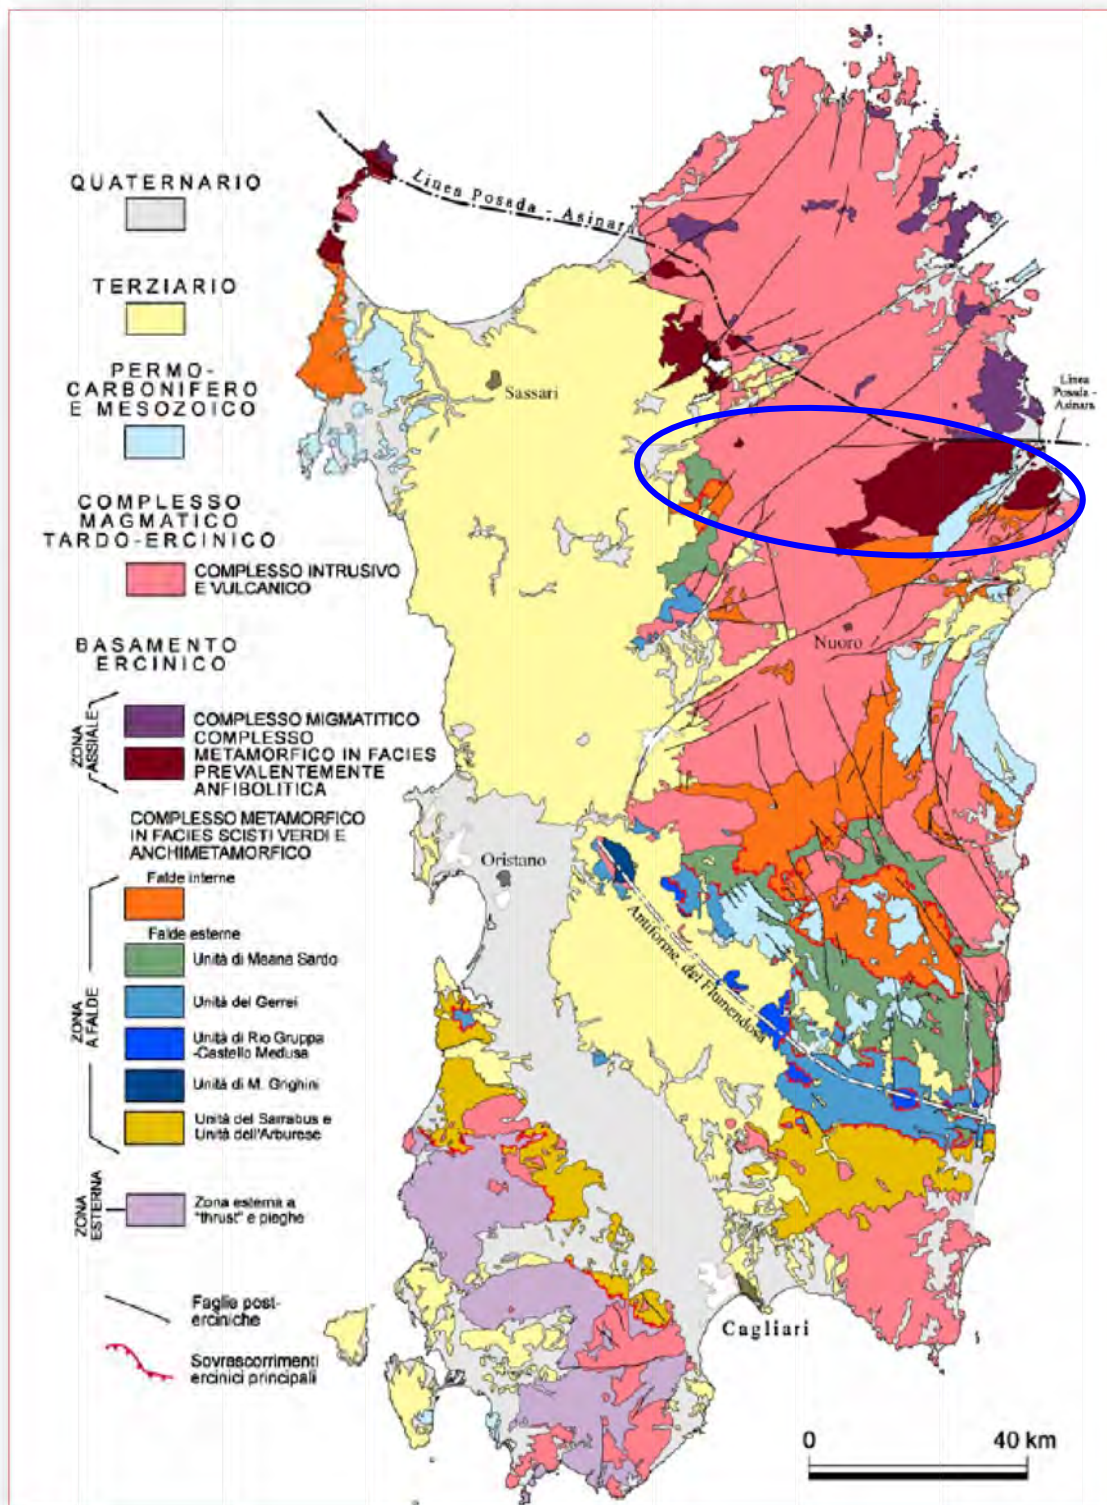 QUATERNARIO
TERZIARIO
PERMO-
CARBONIFERO
E MESOZOICO
COMPLESSO
MAGMATICO
TARDO-ERCINICO
COMPLESSO INTRUSIVO
E VULCANICO
BASAMENTO
ERCINICO
ZONA
ASSIALE
COMPLESSO MIGMATITICO
COMPLESSO
METAMORFICO IN FACIES
PREVALENTEMENTE
ANFIBOLITICA
COMPLESSO METAMORFICO
IN FACIES SCISTI VERDI E
ANCHIMETAMORFICO
ZONA
A FALDE
Falde interne
Falde esterne
Unità di Meana Sardo
Unità del Gerrei
Unità di Rio Gruppa
-Castello Medusa
Unità di M. Grighini
Unità del Sarrabus e
Unità dell'Arburese
ZONA
ESTERNA
Zona esterna a
"thrust" e pieghe
Faglie post-
erciniche
Sovrascorrimenti
ercinici principali
Linea Posada - Asinara
Sassari
Linea
Posada -
Asinara
Nuoro
Oristano
Antiforme del Flumendosa
Cagliari
0 40 km